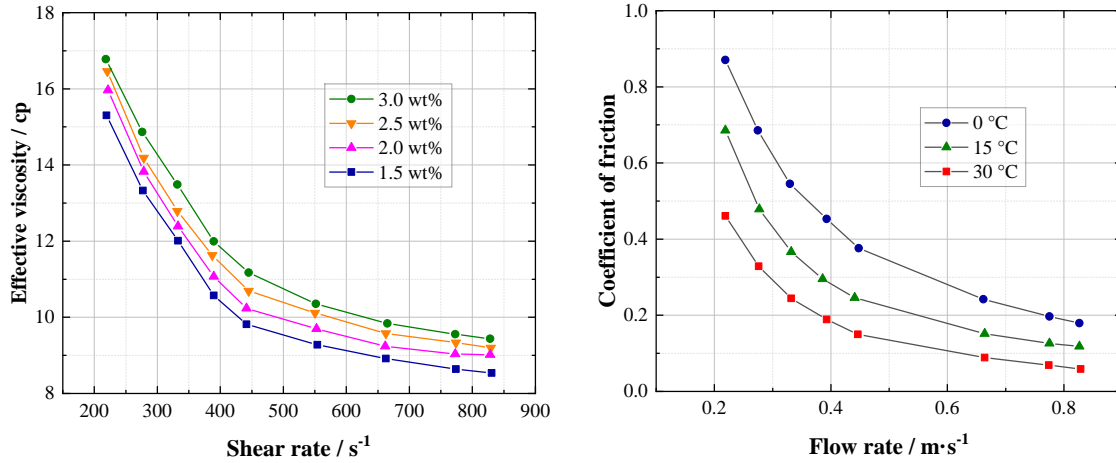 18
16
14
12
10
8
Effective viscosity / cp
3.0 wt%
2.5 wt%
2.0 wt%
1.5 wt%
200 300 400 500 600 700 800 900
Shear rate / s⁻¹
1.0
0.8
0.6
0.4
0.2
0.0
Coefficient of friction
0 °C
15 °C
30 °C
0.2 0.4 0.6 0.8
Flow rate / m·s⁻¹